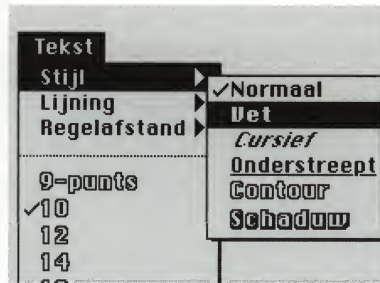 Tekst
Stijl
Lijning
Regelafstand
9-punts
✓10
12
14
✓Normaal
Vet
Cursief
Onderstreept
Contour
Schaduw